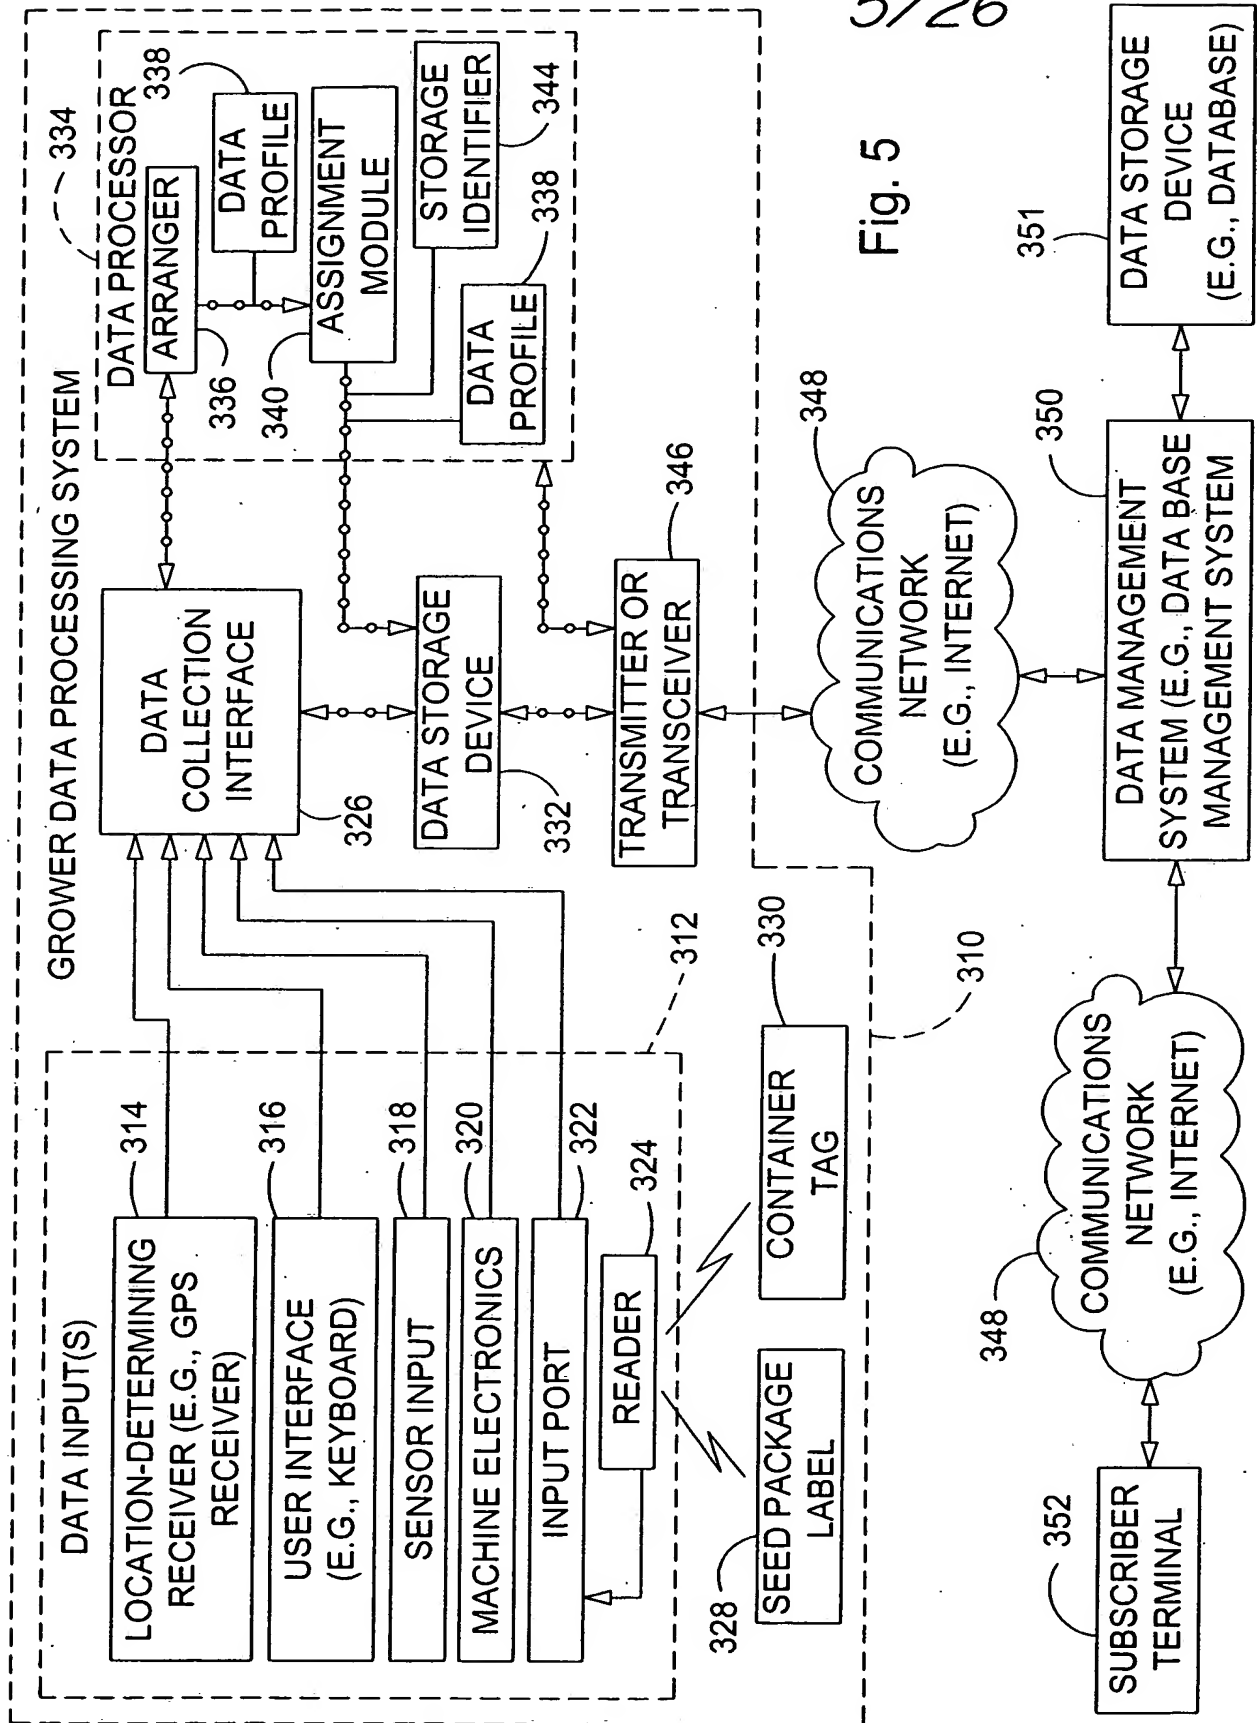 5/26
GROWER DATA PROCESSING SYSTEM
DATA INPUT(S)
314
LOCATION-DETERMINING
RECEIVER (E.G., GPS
RECEIVER)
316
USER INTERFACE
(E.G., KEYBOARD)
318
SENSOR INPUT
320
MACHINE ELECTRONICS
322
INPUT PORT
324
READER
312
328
SEED PACKAGE
LABEL
330
CONTAINER
TAG
310
DATA
COLLECTION
INTERFACE
326
DATA STORAGE
DEVICE
332
TRANSMITTER OR
TRANSCEIVER
346
334
DATA PROCESSOR
ARRANGER
336
338
DATA
PROFILE
340
ASSIGNMENT
MODULE
STORAGE
IDENTIFIER
344
DATA
PROFILE
338
Fig. 5
348
COMMUNICATIONS
NETWORK
(E.G., INTERNET)
352
SUBSCRIBER
TERMINAL
348
COMMUNICATIONS
NETWORK
(E.G., INTERNET)
350
DATA MANAGEMENT
SYSTEM (E.G., DATA BASE
MANAGEMENT SYSTEM
351
DATA STORAGE
DEVICE
(E.G., DATABASE)